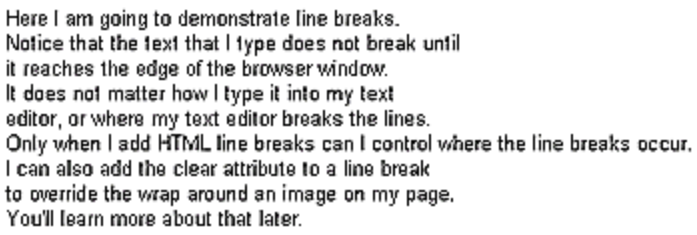 Here I am going to demonstrate line breaks.
Notice that the text that I type does not break until
it reaches the edge of the browser window.
It does not matter how I type it into my text
editor, or where my text editor breaks the lines.
Only when I add HTML line breaks can I control where the line breaks occur.
I can also add the clear attribute to a line break
to override the wrap around an image on my page.
You'll learn more about that later.